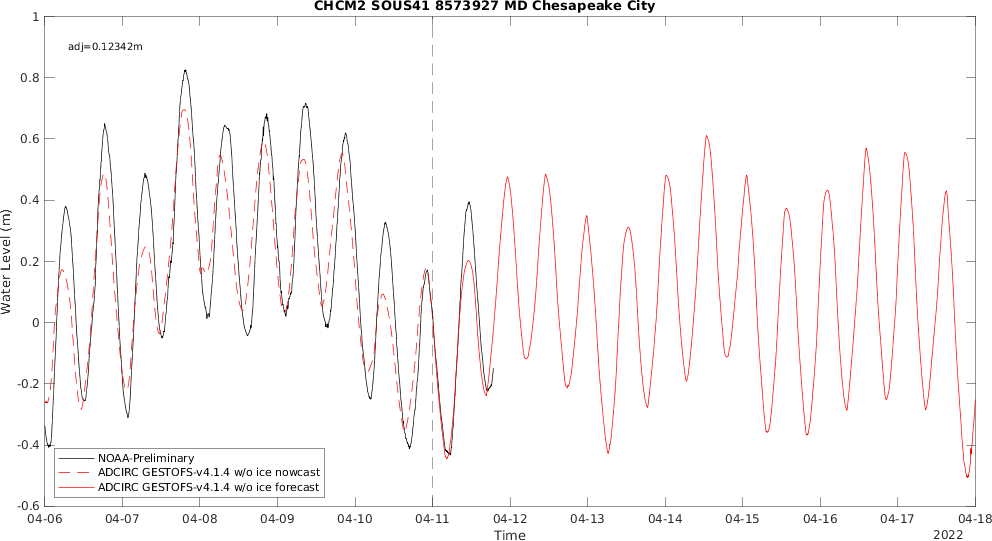 CHCM2 SOUS41 8573927 MD Chesapeake City
adj=0.12342m
Water Level (m)
1
0.8
0.6
0.4
0.2
0
-0.2
-0.4
-0.6
NOAA-Preliminary
ADCIRC GESTOFS-v4.1.4 w/o ice nowcast
ADCIRC GESTOFS-v4.1.4 w/o ice forecast
04-06 04-07 04-08 04-09 04-10 04-11 04-12 04-13 04-14 04-15 04-16 04-17 04-18
Time
2022